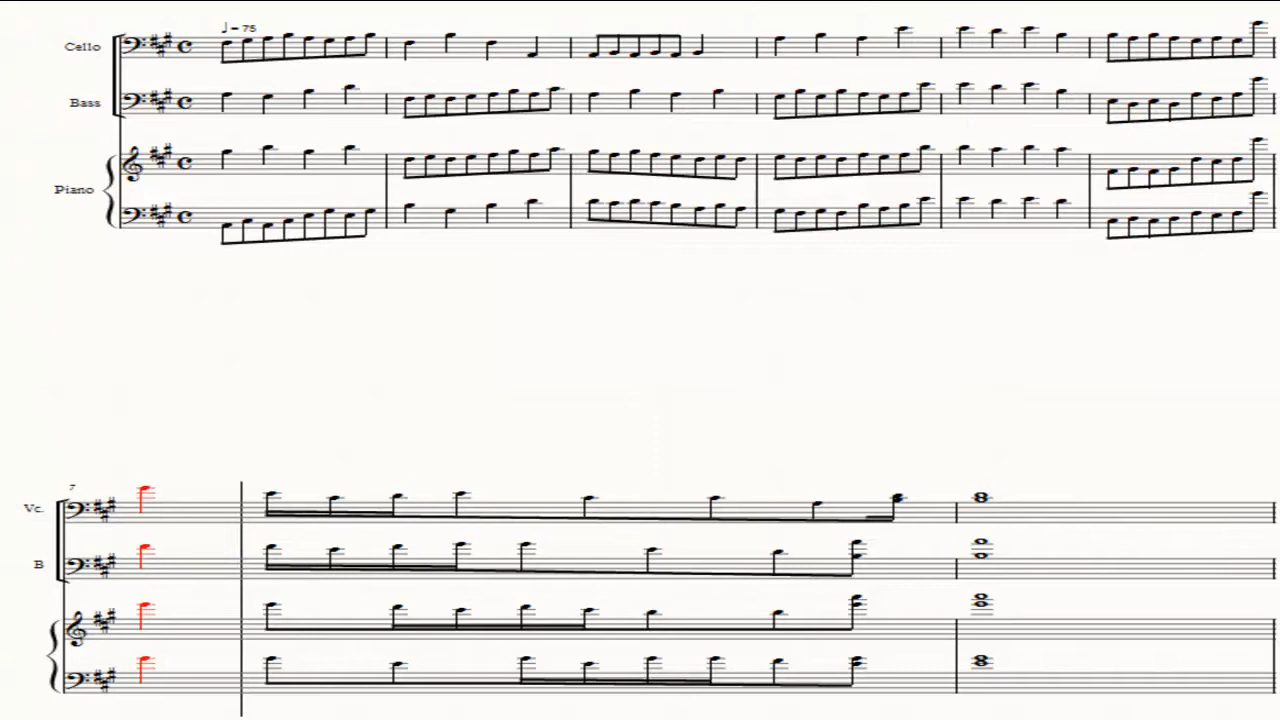 ♩ = 75
Cello
Bass
Piano
7
Vc.
B